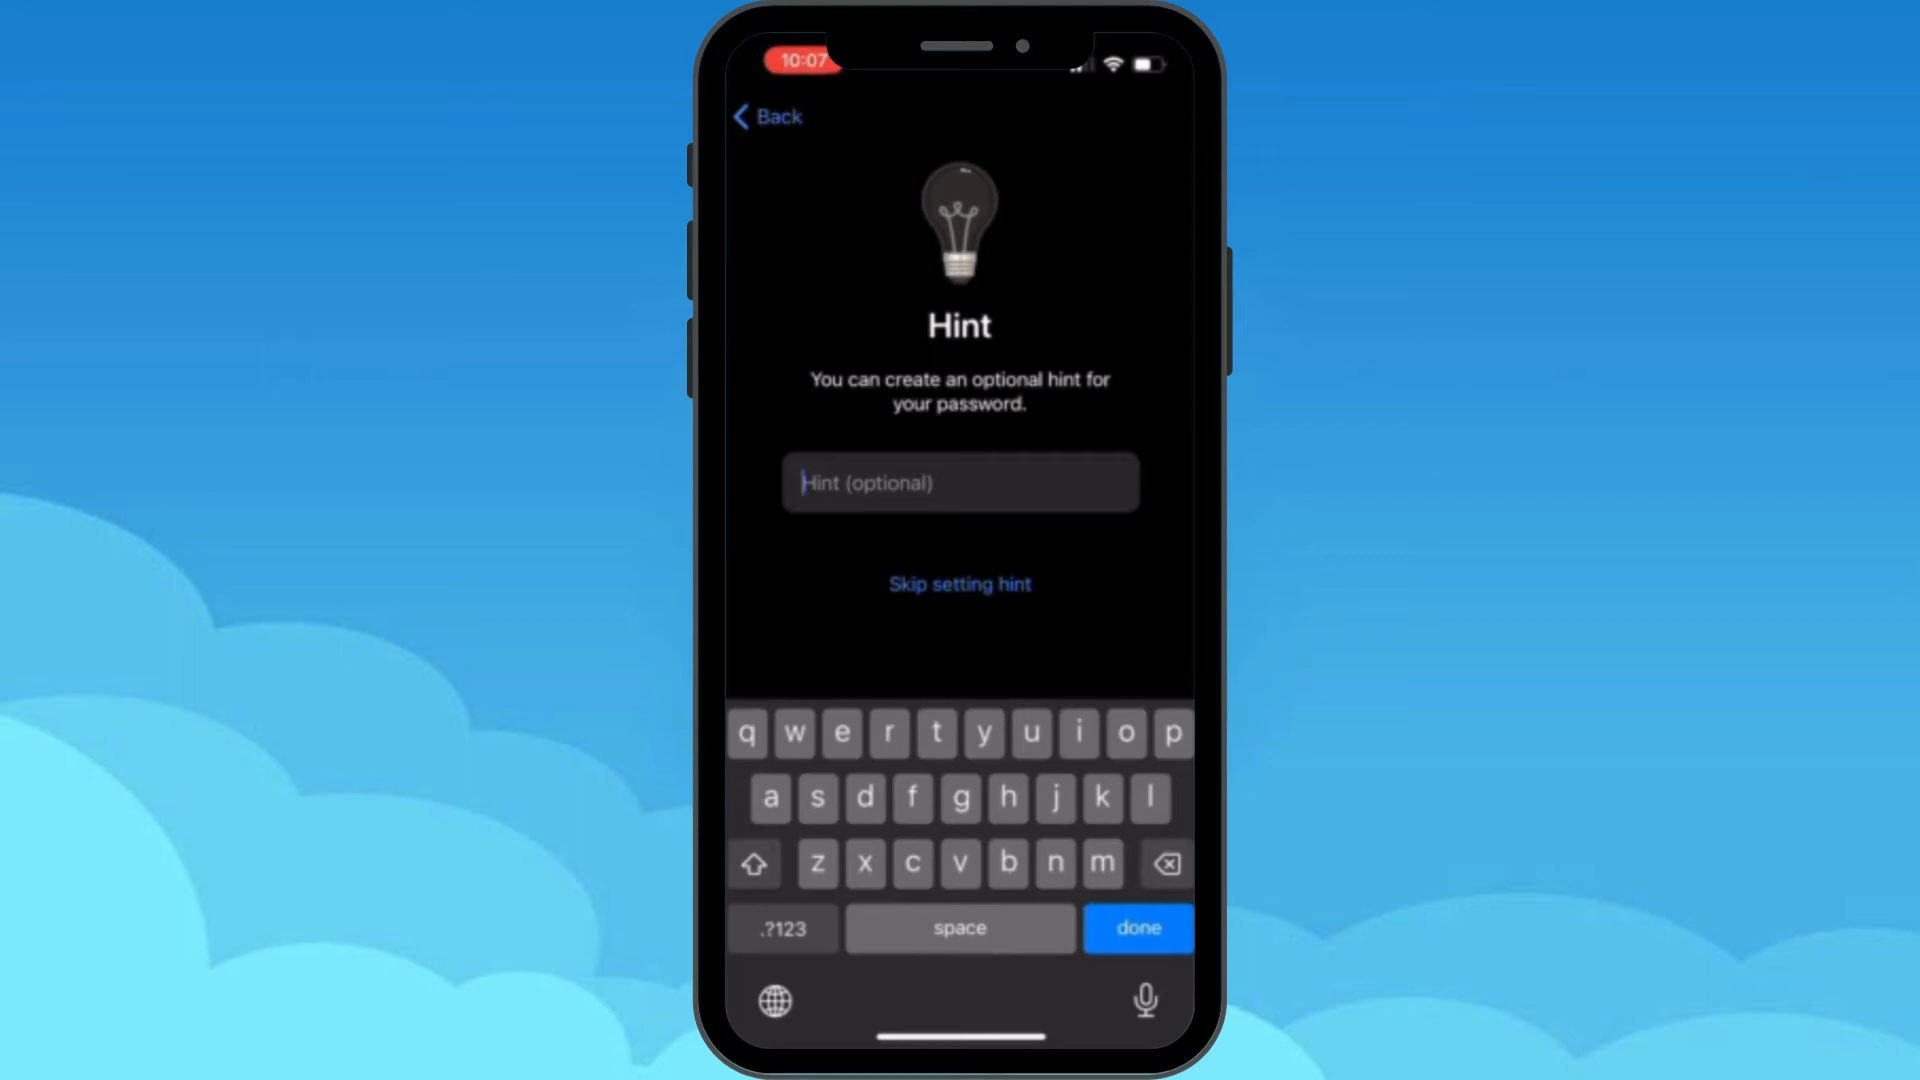 10:07
Back
Hint
You can create an optional hint for
your password.
Hint (optional)
Skip setting hint
q w e r t y u i o p
a s d f g h j k l
z x c v b n m
.?123 space done